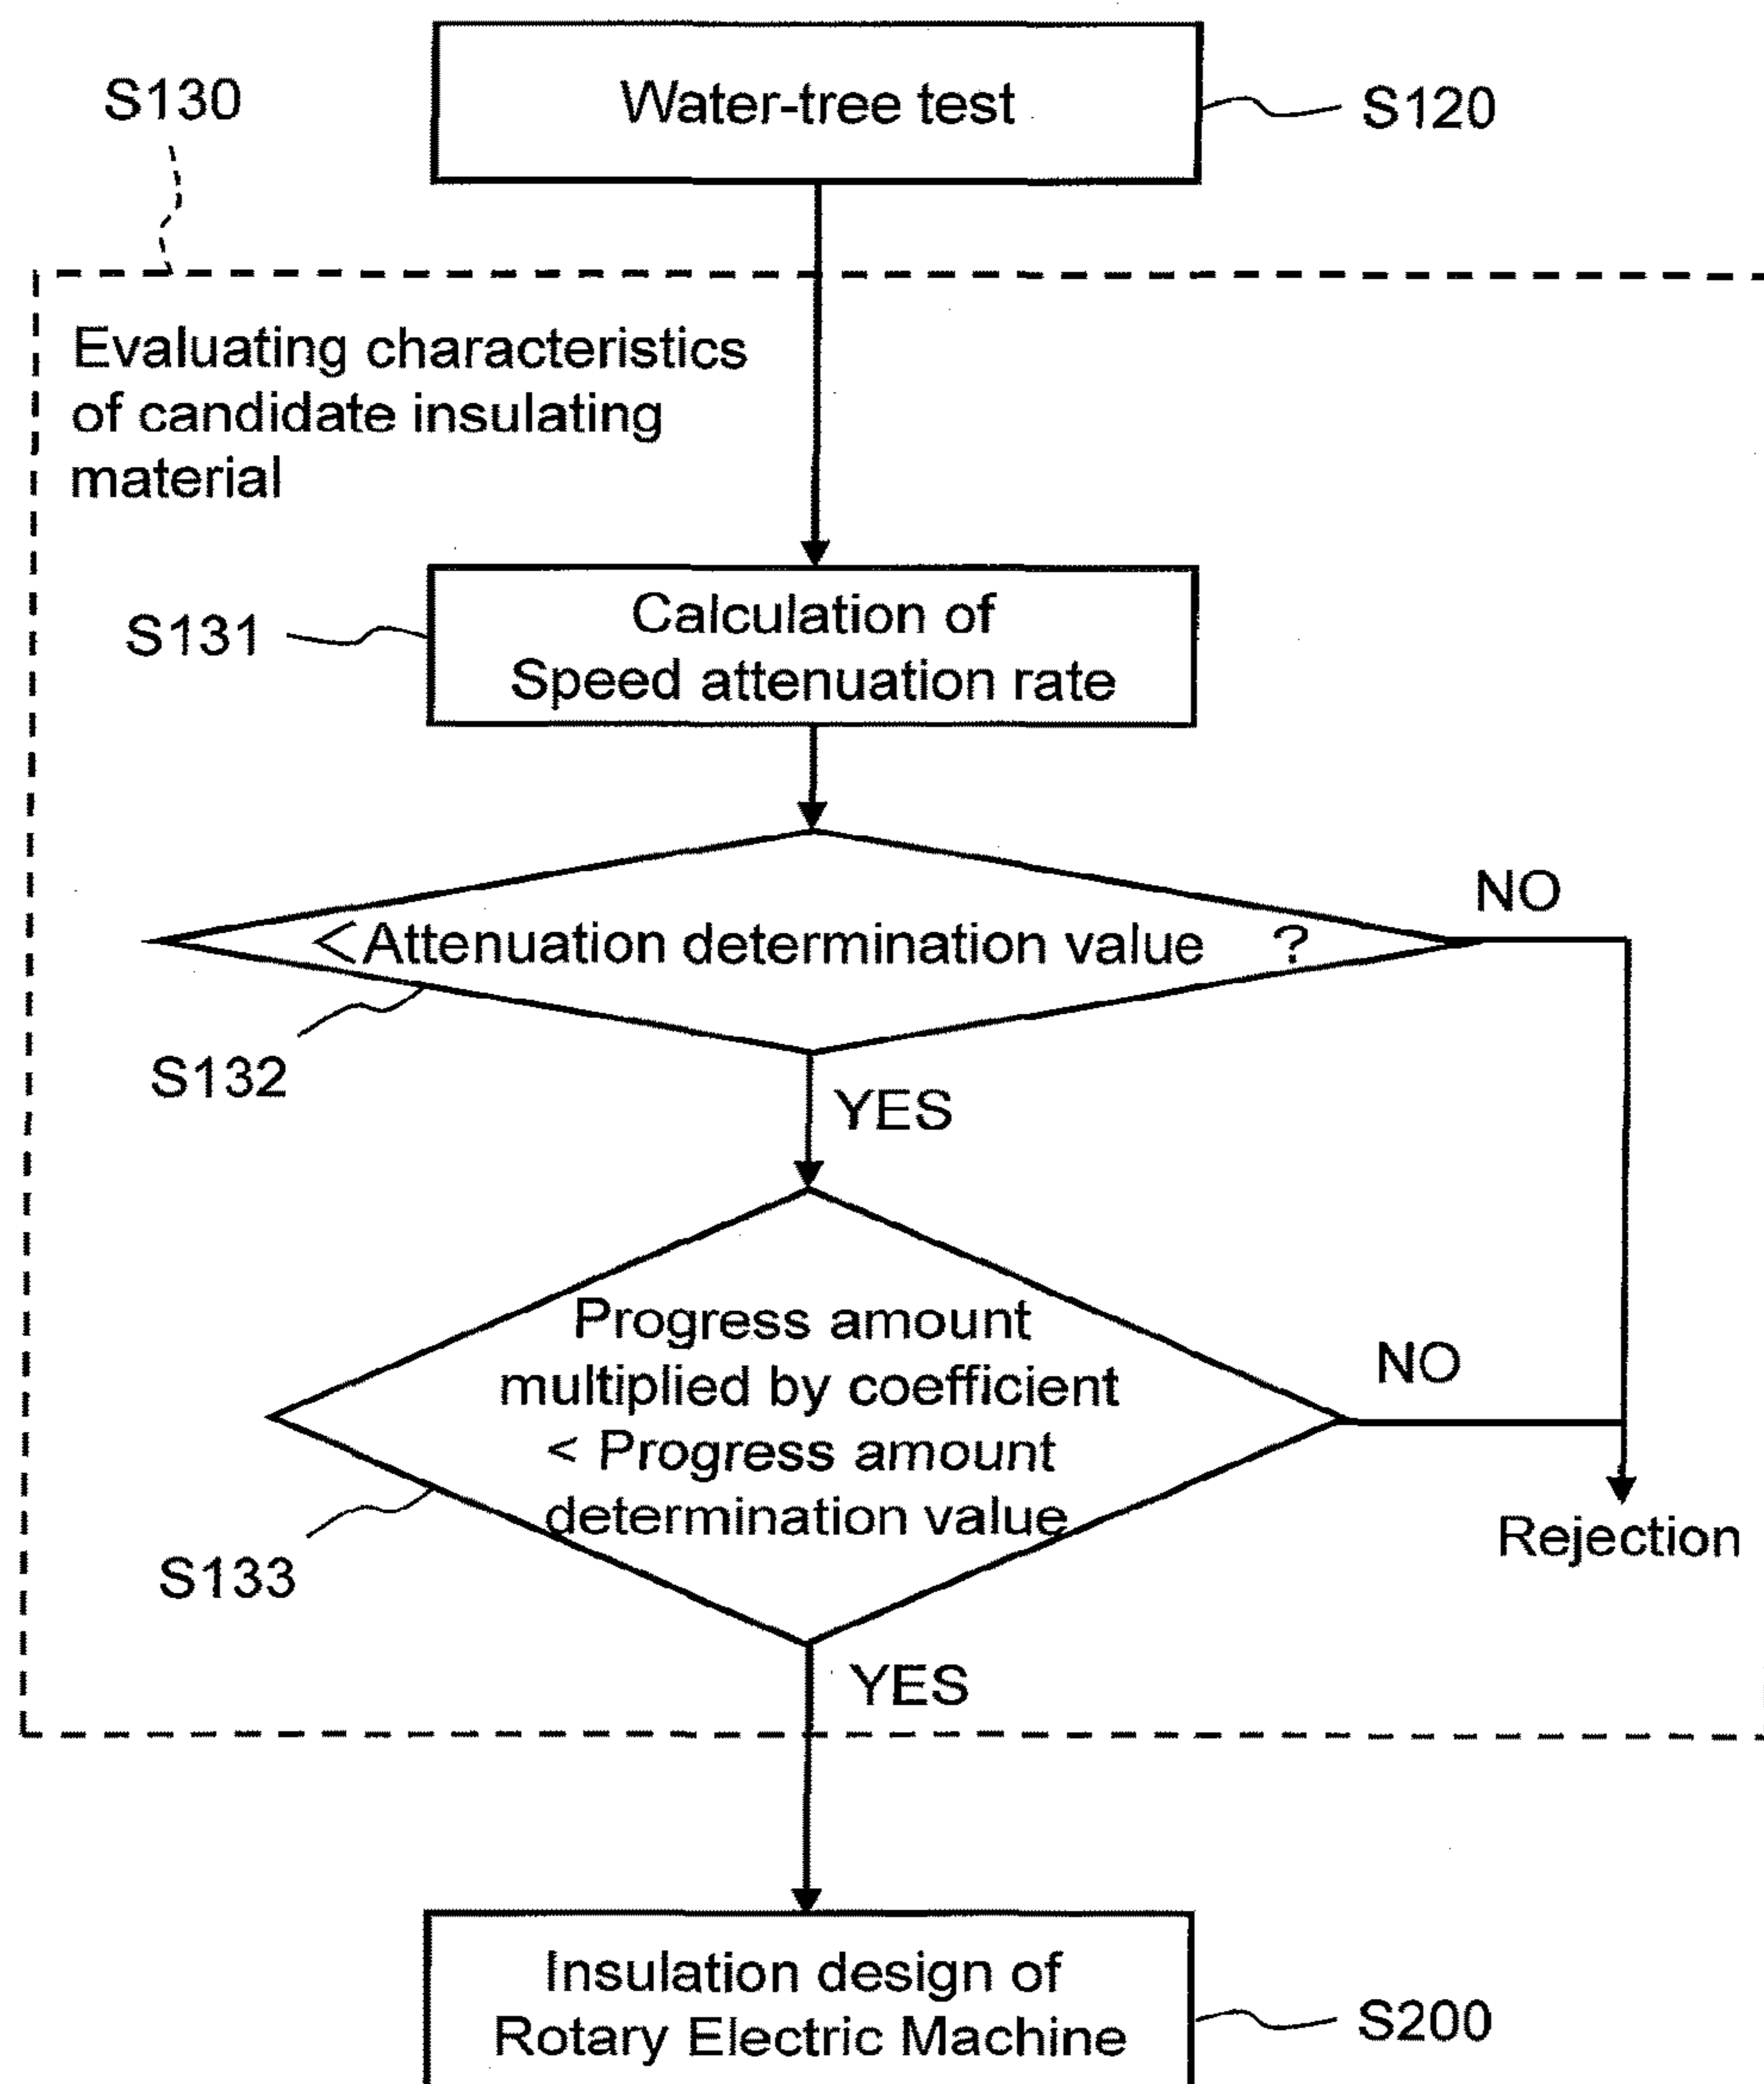 Water-tree test
S120
S130
Evaluating characteristics
of candidate insulating
material
Calculation of
Speed attenuation rate
S131
NO
<Attenuation determination value ?
S132
YES
Progress amount
multiplied by coefficient
< Progress amount
determination value
NO
S133
Rejection
YES
Insulation design of
Rotary Electric Machine
S200